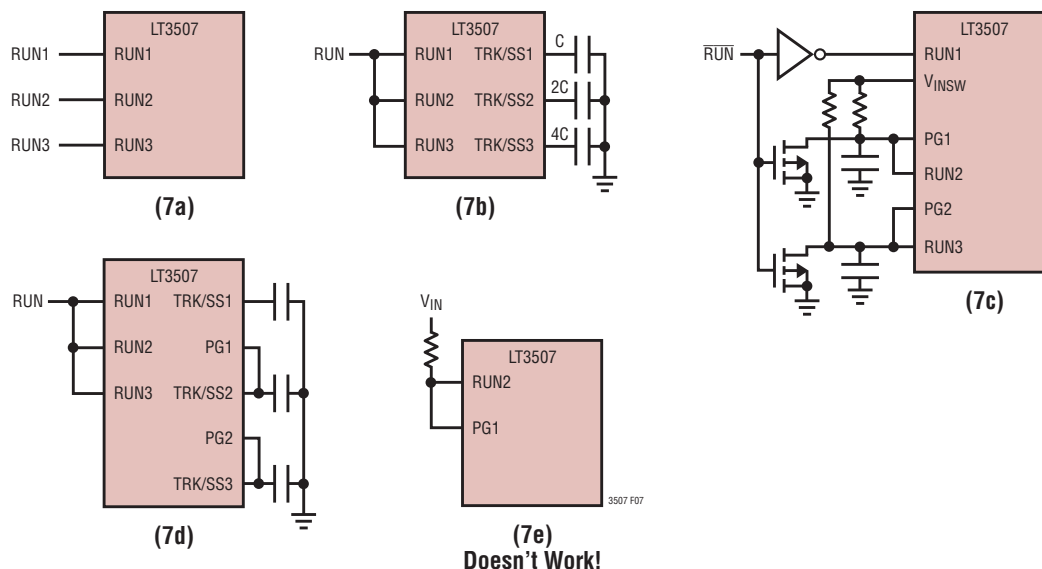 LT3507
RUN1 RUN1
RUN2 RUN2
RUN3 RUN3
(7a)
LT3507
RUN RUN1 TRK/SS1 C
RUN2 TRK/SS2 2C
RUN3 TRK/SS3 4C
(7b)
LT3507
R̅U̅N̅ RUN1
VINSW
PG1
RUN2
PG2
RUN3
(7c)
LT3507
RUN RUN1 TRK/SS1
RUN2 PG1
RUN3 TRK/SS2
PG2
TRK/SS3
(7d)
VIN
LT3507
RUN2
PG1
3507 F07
(7e)
Doesn't Work!